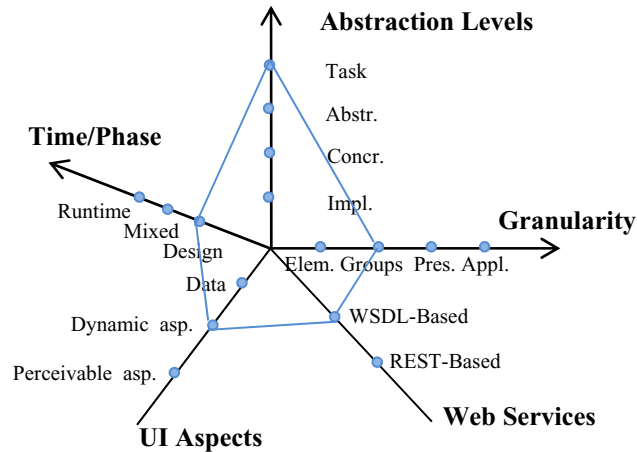 Abstraction Levels
Task
Abstr.
Time/Phase
Concr.
Runtime
Impl.
Mixed
Granularity
Design
Elem. Groups Pres. Appl.
Data
WSDL-Based
Dynamic asp.
REST-Based
Perceivable asp.
Web Services
UI Aspects